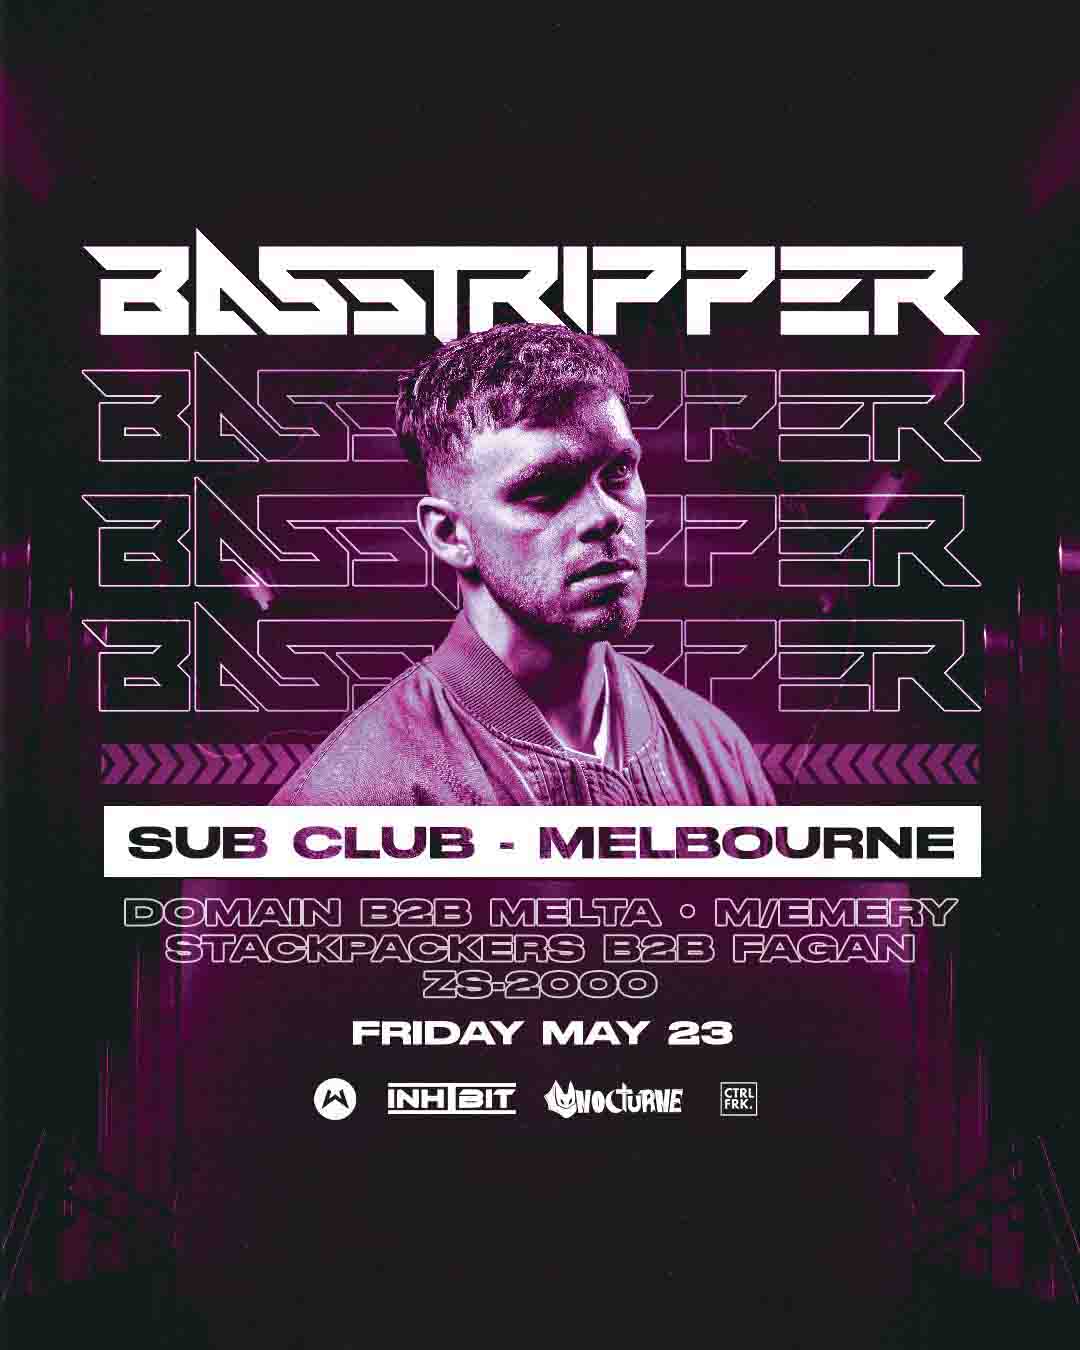 BASSTRIPPER
BASSTRIPPER
BASSTRIPPER
BASSTRIPPER
SUB CLUB - MELBOURNE
DOMAIN B2B MELTA • M/EMERY
STACKPACKERS B2B FAGAN
ZS-2000
FRIDAY MAY 23
INHIBIT NOCTURNE CTRL
FRK.